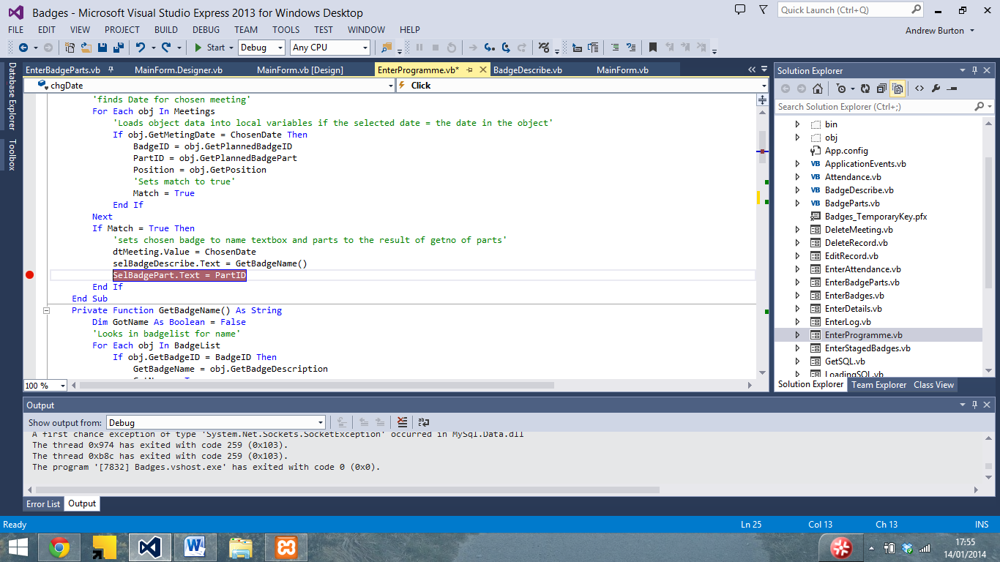 Badges - Microsoft Visual Studio Express 2013 for Windows Desktop
Quick Launch (Ctrl+Q)
FILE EDIT VIEW PROJECT BUILD DEBUG TEAM TOOLS TEST WINDOW HELP
Andrew Burton
Start Debug Any CPU
Database Explorer
Toolbox
EnterBadgeParts.vb MainForm.Designer.vb MainForm.vb [Design] EnterProgramme.vb* BadgeDescribe.vb MainForm.vb
chgDate Click
'finds Date for chosen meeting'
For Each obj In Meetings
'Loads object data into local variables if the selected date = the date in the object'
If obj.GetMetingDate = ChosenDate Then
BadgeID = obj.GetPlannedBadgeID
PartID = obj.GetPlannedBadgePart
Position = obj.GetPosition
'Sets match to true'
Match = True
End If
Next
If Match = True Then
'sets chosen badge to name textbox and parts to the result of getno of parts'
dtMeeting.Value = ChosenDate
selBadgeDescribe.Text = GetBadgeName()
SelBadgePart.Text = PartID
End If
End Sub
Private Function GetBadgeName() As String
Dim GotName As Boolean = False
'Looks in badgelist for name'
For Each obj In BadgeList
If obj.GetBadgeID = BadgeID Then
GetBadgeName = obj.GetBadgeDescription
100 %
Solution Explorer
Search Solution Explorer (Ctrl+;)
bin
obj
App.config
ApplicationEvents.vb
Attendance.vb
BadgeDescribe.vb
BadgeParts.vb
Badges_TemporaryKey.pfx
DeleteMeeting.vb
DeleteRecord.vb
EditRecord.vb
EnterAttendance.vb
EnterBadgeParts.vb
EnterBadges.vb
EnterDetails.vb
EnterLog.vb
EnterProgramme.vb
EnterStagedBadges.vb
GetSQL.vb
LoadingSQL.vb
Solution Explorer Team Explorer Class View
Output
Show output from: Debug
A first chance exception of type 'System.Net.Sockets.SocketException' occurred in MySql.Data.dll
The thread 0x974 has exited with code 259 (0x103).
The thread 0xb8c has exited with code 259 (0x103).
The program '[7832] Badges.vshost.exe' has exited with code 0 (0x0).
Error List Output
Ready Ln 25 Col 13 Ch 13 INS
17:55
14/01/2014